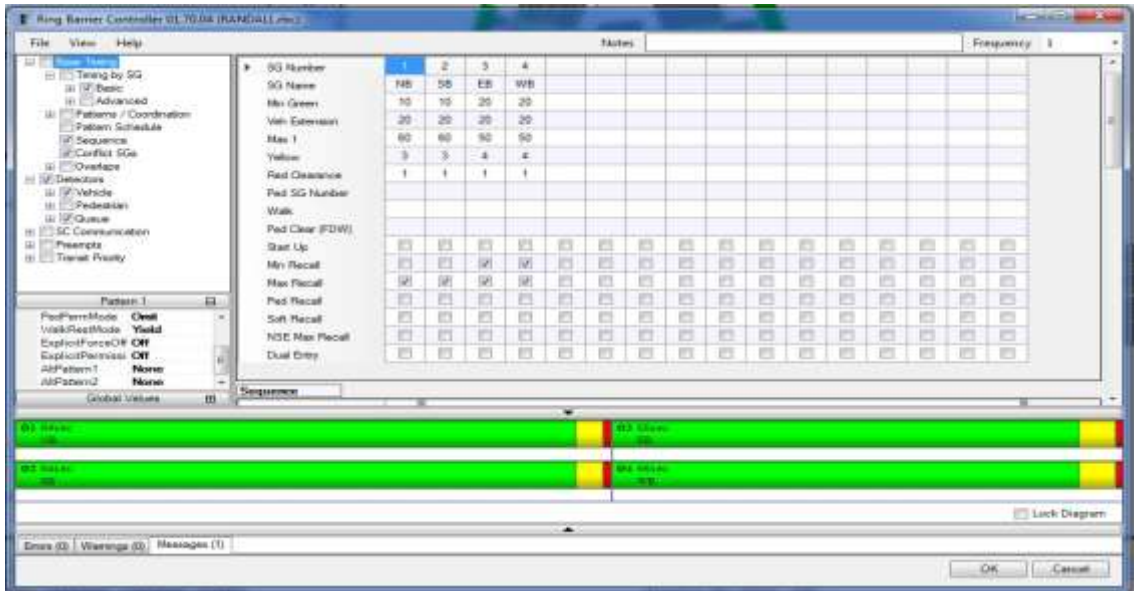 Ring Barrier Controller 01.70.04 (RANDALL.rbc)
File View Help Notes Frequency 1
Base Timing
Timing by SG
Basic
Advanced
Patterns / Coordination
Pattern Schedule
Sequence
Conflict SGs
Overlaps
Detectors
Vehicle
Pedestrian
Queue
SC Communication
Preempts
Transit Priority
SG Number 1 2 3 4
SG Name NB SB EB WB
Min Green 10 10 20 20
Veh Extension 20 20 20 20
Max 1 60 60 50 50
Yellow 3 3 4 4
Red Clearance 1 1 1 1
Ped SG Number
Walk
Ped Clear (FDW)
Start Up
Min Recall
Max Recall
Ped Recall
Soft Recall
NSE Max Recall
Dual Entry
Pattern 1
PedPermMode Omit
WalkRestMode Yield
ExplicitForceOff OFF
ExplicitPermissi OFF
AltPattern1 None
AltPattern2 None
Global Values
Sequence
NB
EB
SB
WB
Lock Diagram
Errors (0) Warnings (0) Messages (1)
OK Cancel